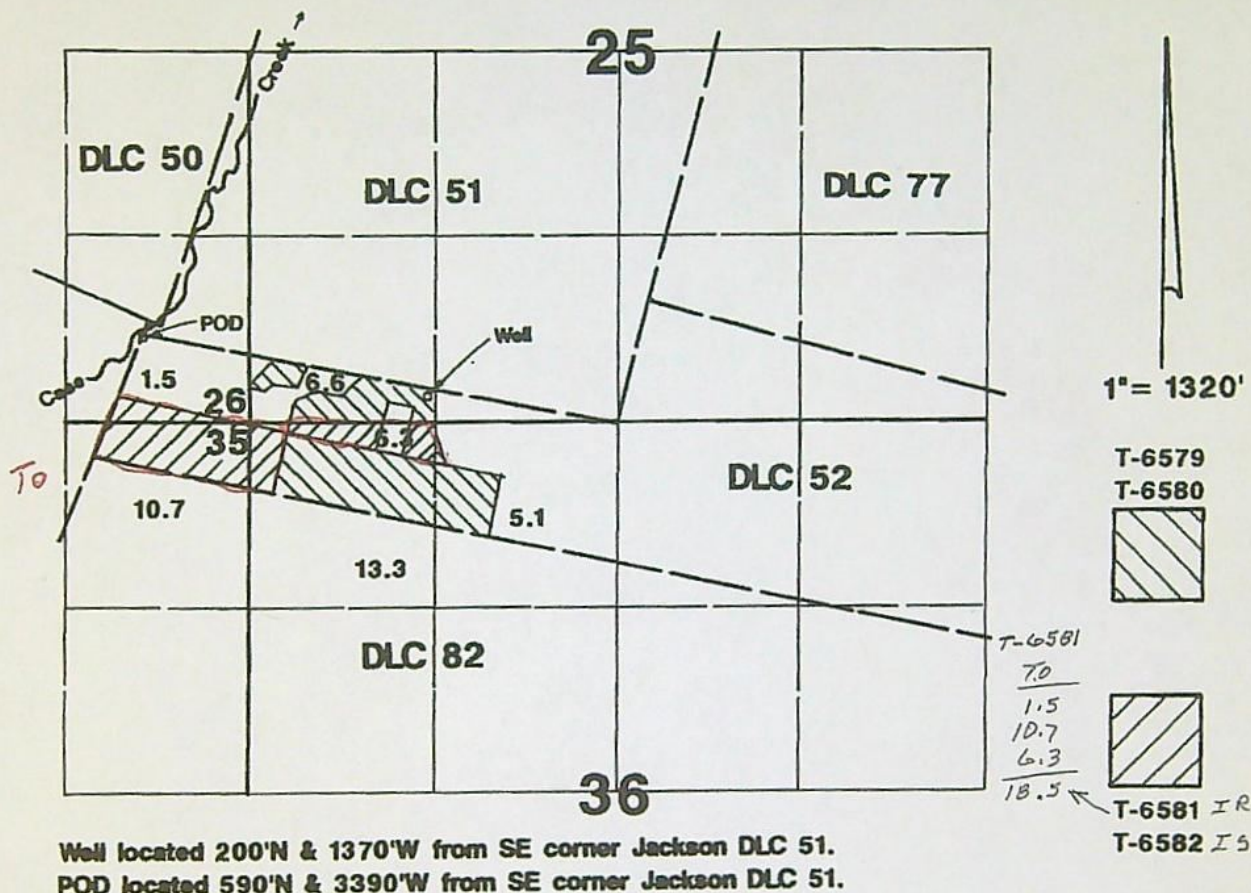 25
Creek
DLC 50
DLC 51
DLC 77
POD
Well
1.5
6.6
26
35
6.3
1" = 1320'
T-6579
T-6580
TO
10.7
5.1
DLC 52
13.3
DLC 82
T-6581
TO
1.5
10.7
6.3
18.5
36
T-6581 IR
T-6582 IS
Well located 200'N & 1370'W from SE corner Jackson DLC 51.
POD located 590'N & 3390'W from SE corner Jackson DLC 51.